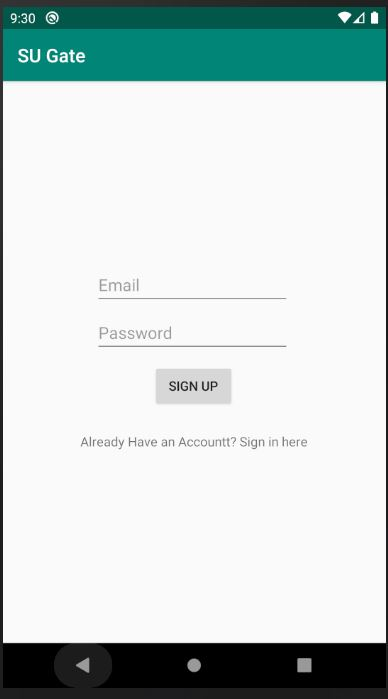 9:30
SU Gate
Email
Password
SIGN UP
Already Have an Accountt? Sign in here